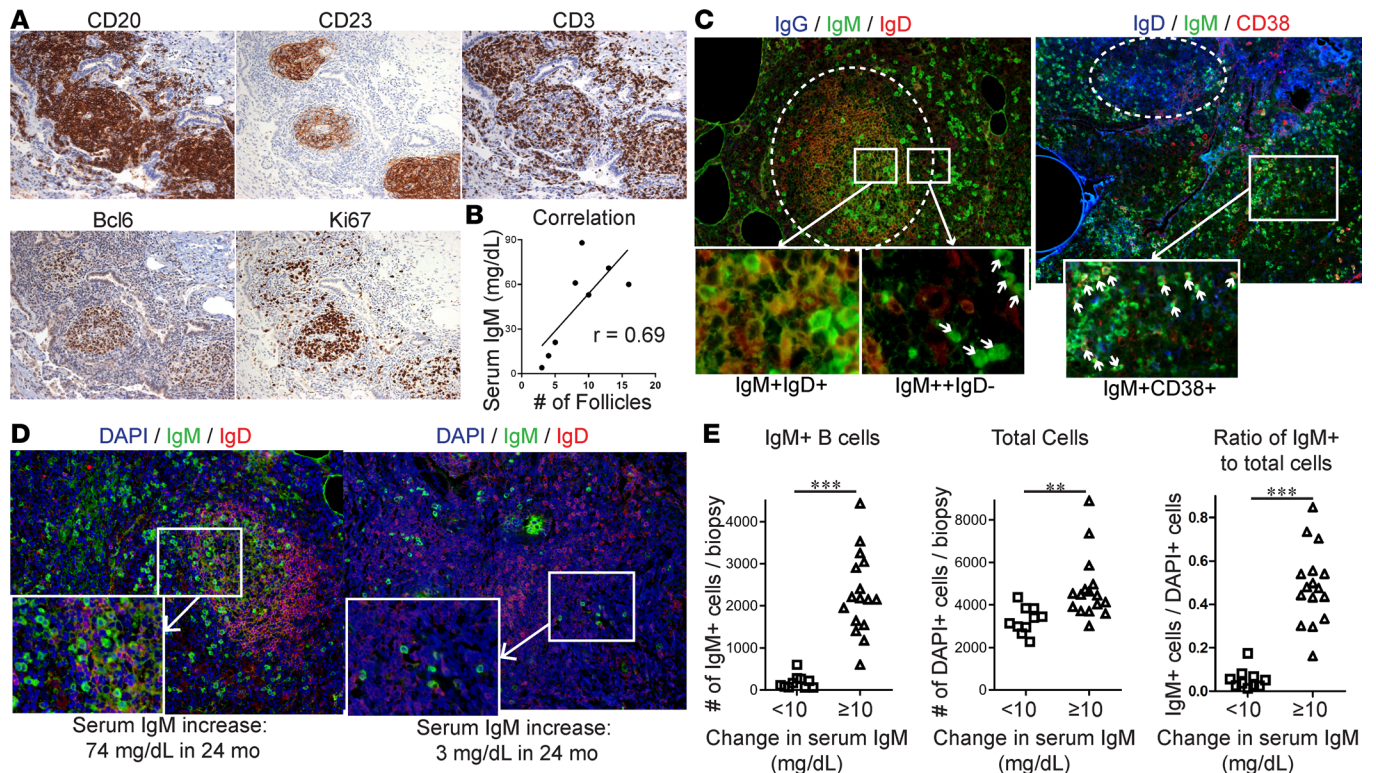 A
CD20
CD23
CD3
Bcl6
Ki67
B
Correlation
Serum IgM (mg/dL)
90
60
30
0
r = 0.69
0
5
10
15
20
# of Follicles
C
IgG / IgM / IgD
IgD / IgM / CD38
IgM+IgD+
IgM++IgD-
IgM+CD38+
D
DAPI / IgM / IgD
DAPI / IgM / IgD
Serum IgM increase:
74 mg/dL in 24 mo
Serum IgM increase:
3 mg/dL in 24 mo
E
IgM+ B cells
***
# of IgM+ cells / biopsy
4000
3000
2000
1000
0
<10
≥10
Change in serum IgM
(mg/dL)
Total Cells
**
# of DAPI+ cells / biopsy
8000
6000
4000
2000
0
<10
≥10
Change in serum IgM
(mg/dL)
Ratio of IgM+
to total cells
***
IgM+ cells / DAPI+ cells
0.8
0.6
0.4
0.2
0.0
<10
≥10
Change in serum IgM
(mg/dL)